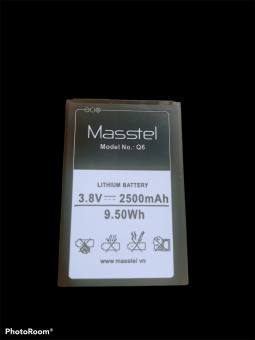 Masstel
Model No.: Q6
LITHIUM BATTERY
3.8V 2500mAh
9.50Wh
www.masstel.vn
PhotoRoom®